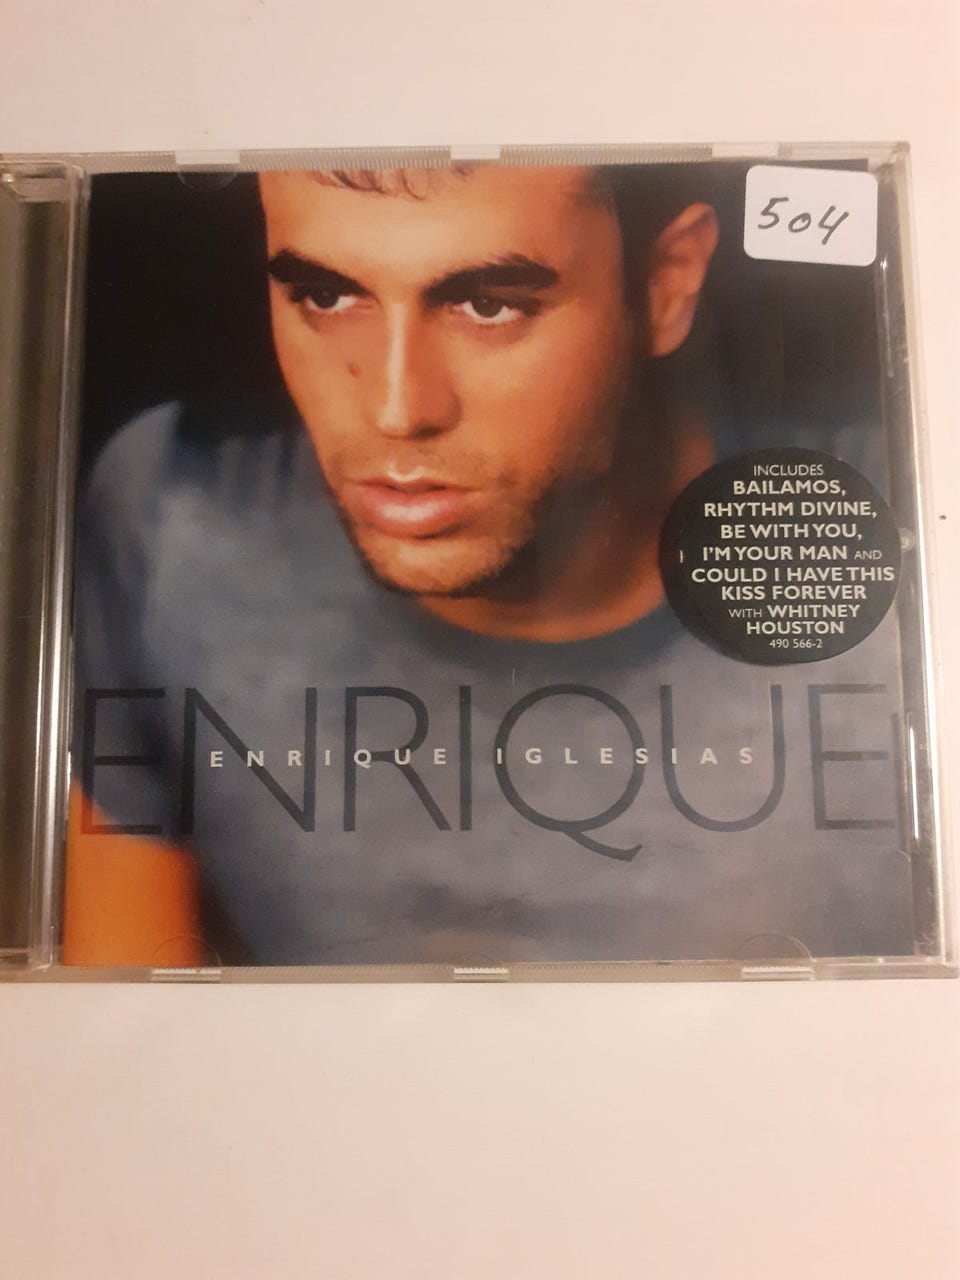 504
INCLUDES
BAILAMOS,
RHYTHM DIVINE,
BE WITH YOU,
I'M YOUR MAN AND
COULD I HAVE THIS
KISS FOREVER
WITH WHITNEY
HOUSTON
490 566-2
ENRIQUE
ENRIQUE IGLESIAS